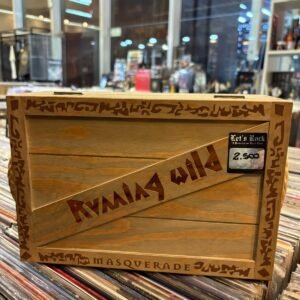 Let's Rock
2.500
Running Wild
MASQUERADE